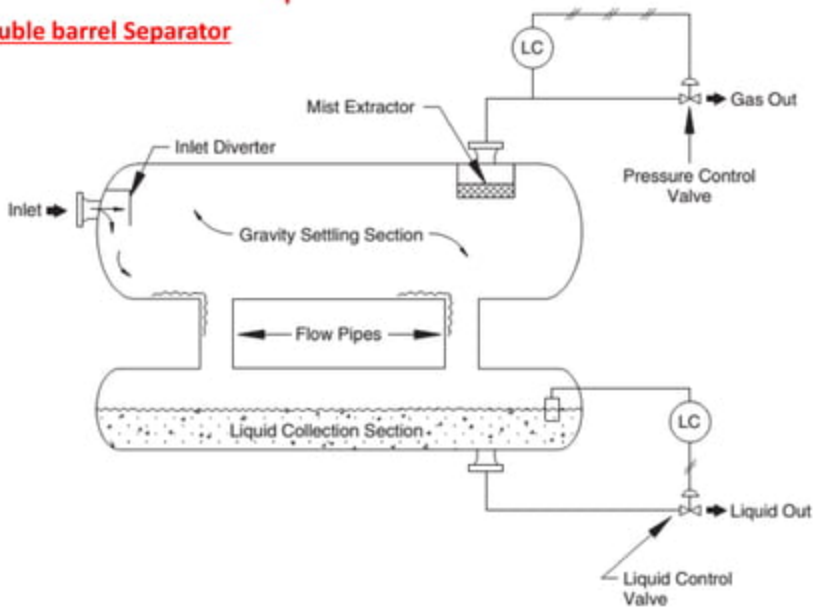 uble barrel Separator
LC
Mist Extractor
Gas Out
Inlet Diverter
Pressure Control
Valve
Inlet
Gravity Settling Section
Flow Pipes
LC
Liquid Collection Section
Liquid Out
Liquid Control
Valve